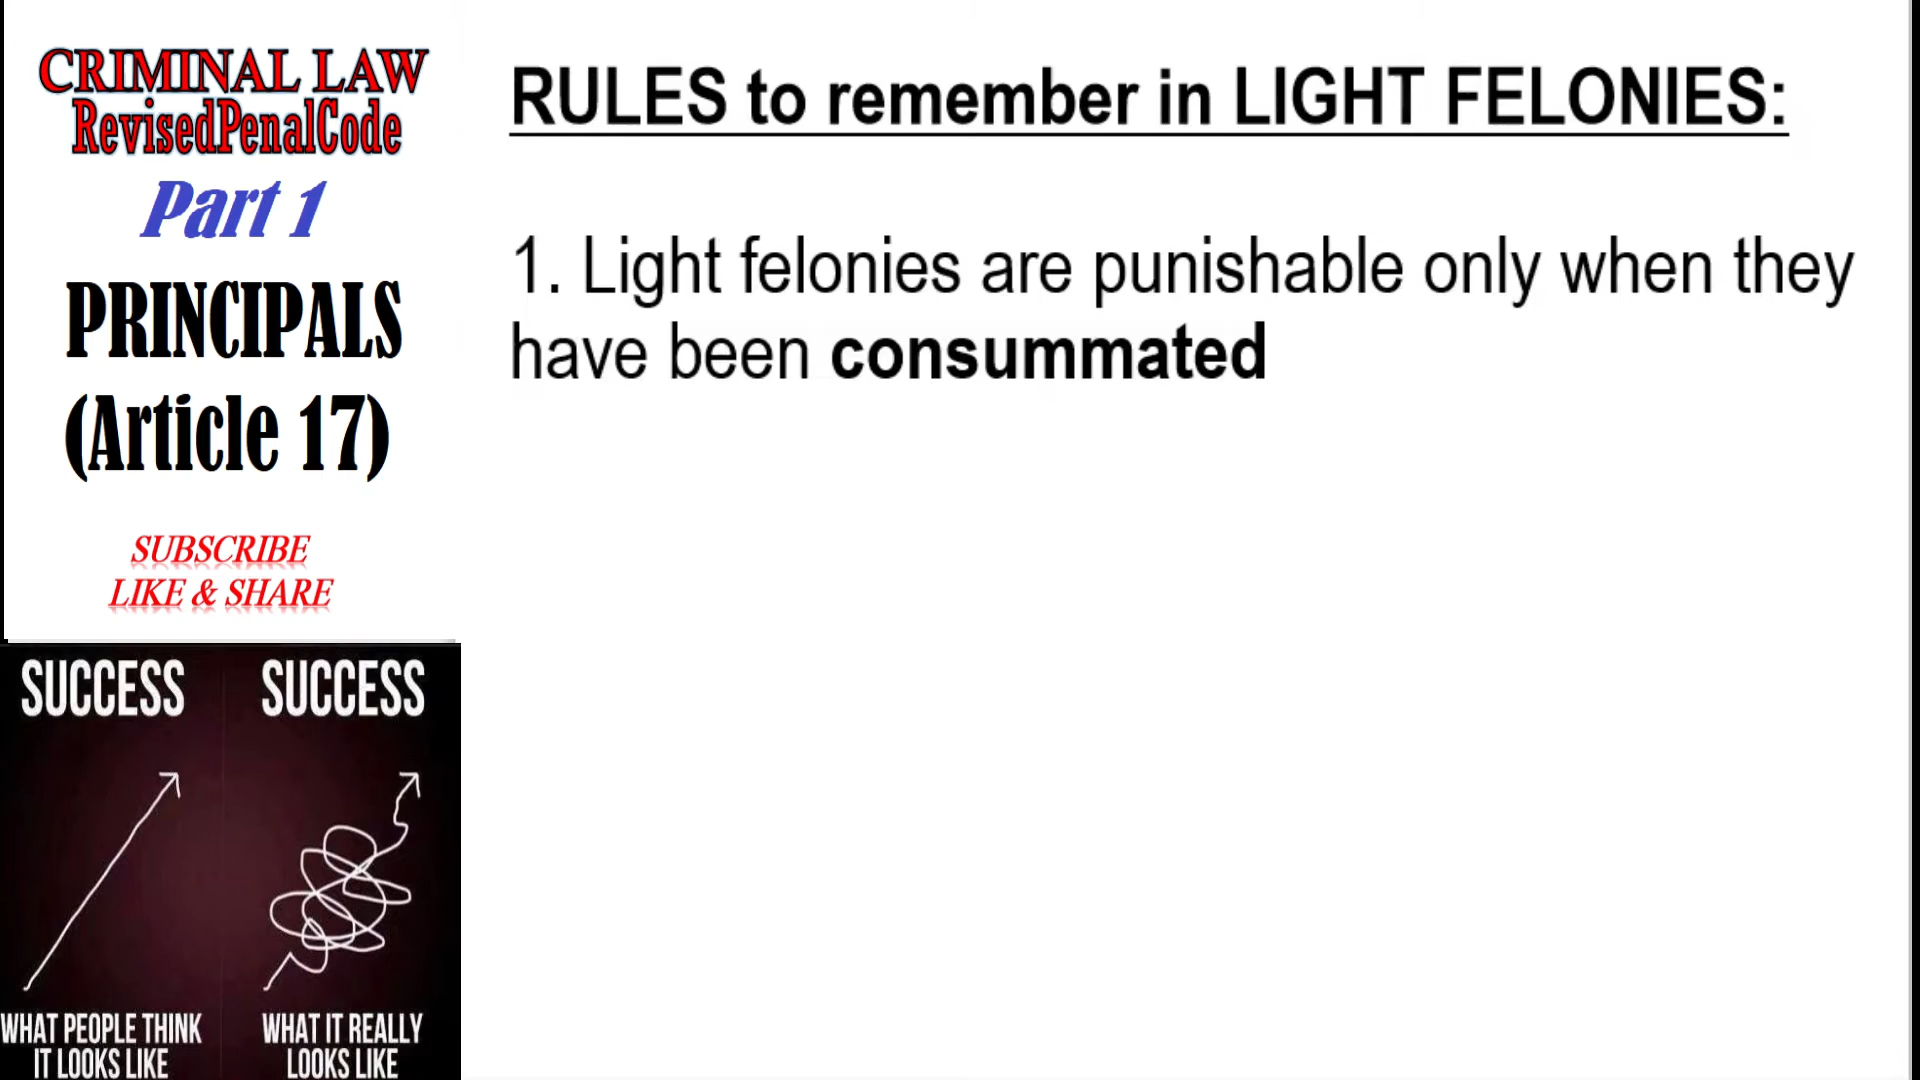 CRIMINAL LAW
RevisedPenalCode
Part 1
PRINCIPALS
(Article 17)
SUBSCRIBE
LIKE & SHARE
RULES to remember in LIGHT FELONIES:
1. Light felonies are punishable only when they
have been consummated
SUCCESS
WHAT PEOPLE THINK
IT LOOKS LIKE
SUCCESS
WHAT IT REALLY
LOOKS LIKE